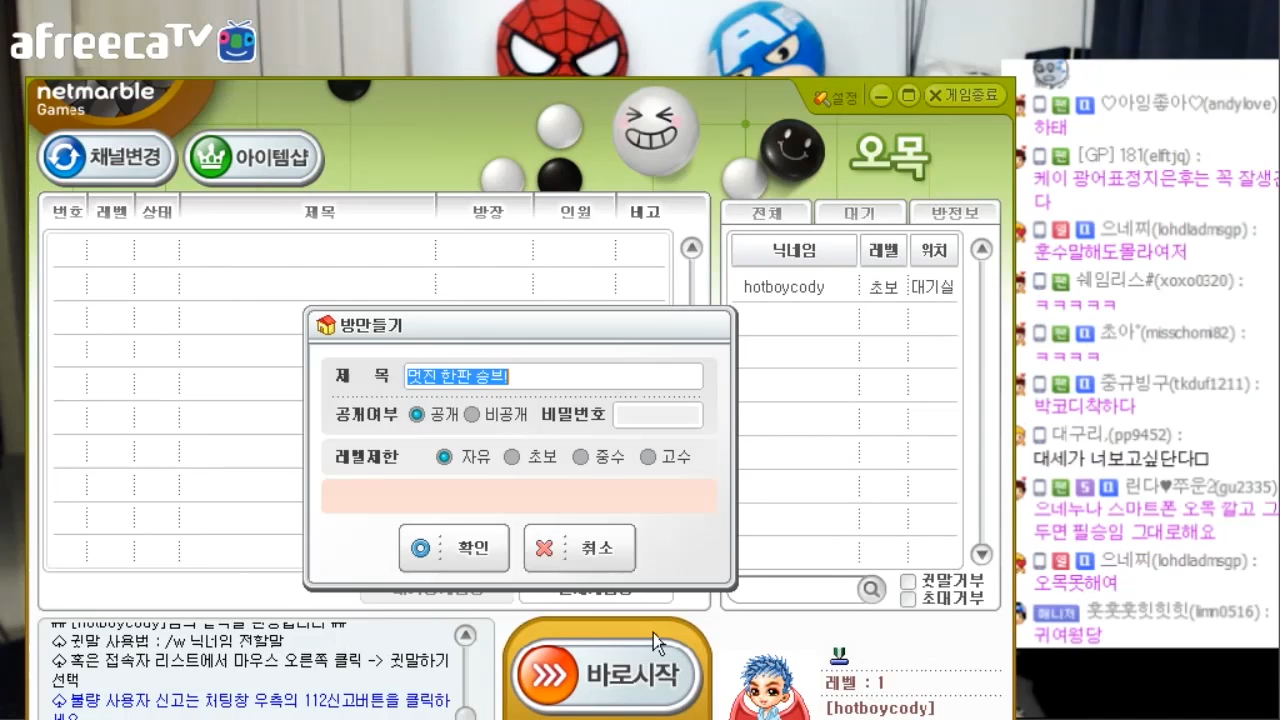 afreecaTV
netmarble
Games
설정
게임종료
채널변경
아이템샵
오목
번호 레벨 상태 제목 방장 인원 비고
전체 대기 방정보
닉네임 레벨 위치
hotboycody 초보 대기실
방만들기
제 목 멋진 한판 승부!
공개여부 공개 비공개 비밀번호
레벨제한 자유 초보 중수 고수
확인 취소
귓말거부
초대거부
♤ 귓말 사용법 : /w 닉네임 전할말
♤ 혹은 접속자 리스트에서 마우스 오른쪽 클릭 -> 귓말하기
선택
♤ 불량 사용자 신고는 채팅창 우측의 112신고버튼을 클릭하
세요
바로시작
레벨 : 1
[hotboycody]
팬 ♡아잉좋아♡(andylove)
하태
팬 [GP] 181(elftjq) :
케이 광어표정지은후는 꼭 잘생긴
다
열 으네찌(lohdladmsgp) :
훈수말해도몰라여저
팬 쉐임리스#(xoxo0320) :
ㅋㅋㅋㅋㅋ
팬 초아"(misschomi82) :
ㅋㅋㅋㅋ
팬 중규빙구(tkduf1211) :
박코디착하다
대구리,(pp9452) :
대세가 너보고싶단다□
팬 S 린다♥쭈운2(gu2335)
으네누나 스마트폰 오목 깔고 그
두면 필승임 그대로해요
열 으네찌(lohdladmsgp) :
오목못해여
매니저 훗훗훗힛힛힛(limn0516) :
귀여웡당